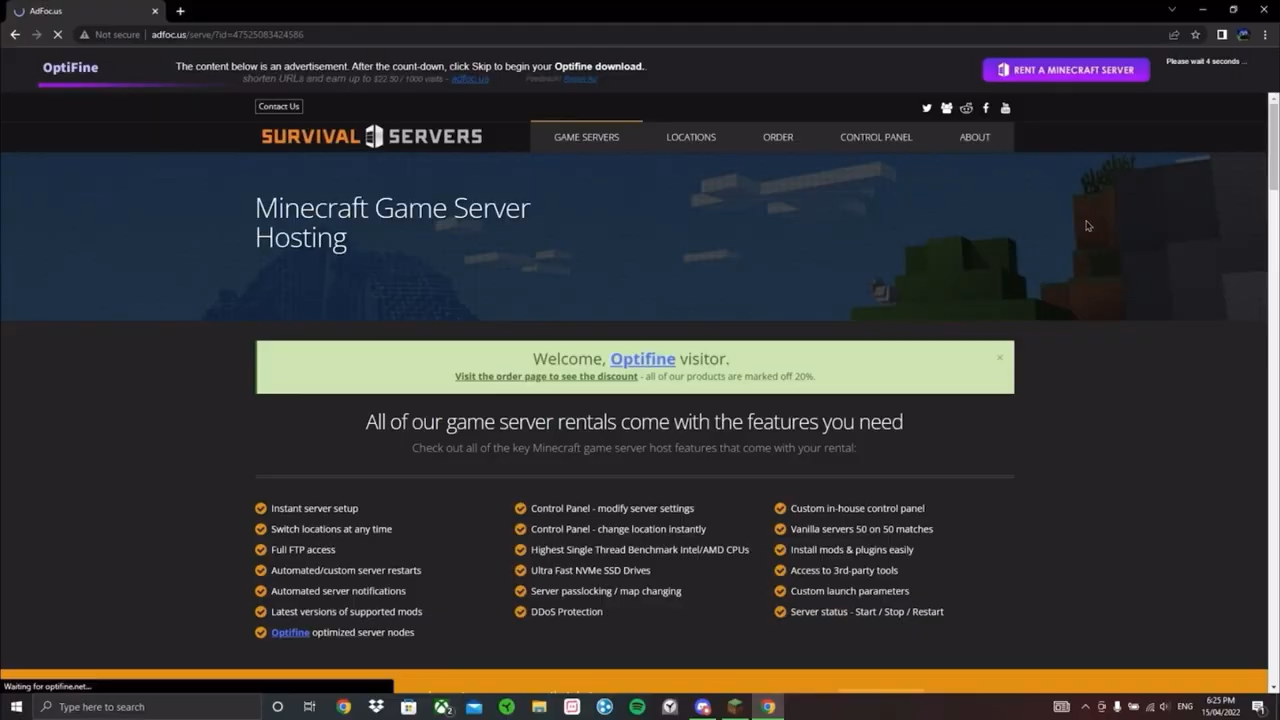 AdFoc.us
Not secure | adfoc.us/serve/?id=47525083424586
OptiFine
The content below is an advertisement. After the count-down, click Skip to begin your Optifine download..
shorten URLs and earn up to $22.50 / 1000 visits - adfoc.us
RENT A MINECRAFT SERVER
Please wait 4 seconds ...
Contact Us
SURVIVAL SERVERS
GAME SERVERS
LOCATIONS
ORDER
CONTROL PANEL
ABOUT
Minecraft Game Server
Hosting
Welcome, Optifine visitor.
Visit the order page to see the discount - all of our products are marked off 20%.
All of our game server rentals come with the features you need
Check out all of the key Minecraft game server host features that come with your rental:
Instant server setup
Switch locations at any time
Full FTP access
Automated/custom server restarts
Automated server notifications
Latest versions of supported mods
Optifine optimized server nodes
Control Panel - modify server settings
Control Panel - change location instantly
Highest Single Thread Benchmark Intel/AMD CPUs
Ultra Fast NVMe SSD Drives
Server passlocking / map changing
DDoS Protection
Custom in-house control panel
Vanilla servers 50 on 50 matches
Install mods & plugins easily
Access to 3rd-party tools
Custom launch parameters
Server status - Start / Stop / Restart
Waiting for optifine.net...
Type here to search
2
ENG
6:25 PM
15/04/2022
1